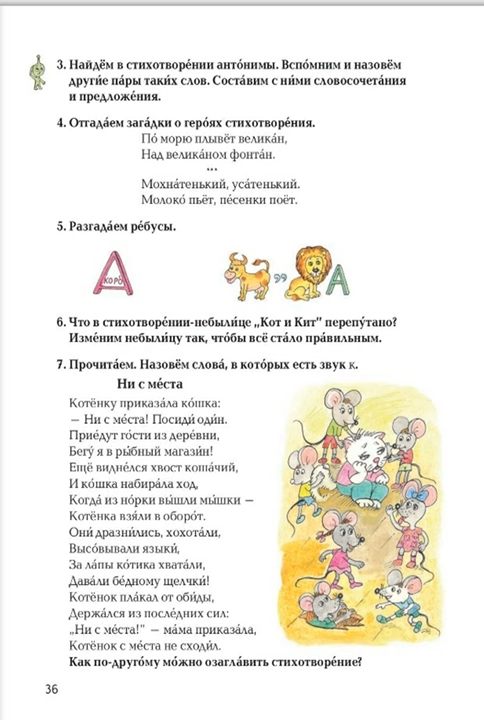 3. Найдём в стихотворе́нии анто́нимы. Вспо́мним и назовём
други́е па́ры таки́х слов. Соста́вим с ни́ми словосочета́ния
и предложе́ния.
4. Отгада́ем зага́дки о геро́ях стихотворе́ния.
По́ морю плывёт велика́н,
Над велика́ном фонта́н.
...
Мохна́тенький, уса́тенький.
Молоко́ пьёт, пе́сенки поёт.
5. Разгада́ем ре́бусы.
Д
КОРО́
„ А
6. Что в стихотворе́нии-небыли́це „Кот и Кит" перепу́тано?
Изме́ним небыли́цу так, что́бы всё ста́ло пра́вильным.
7. Прочита́ем. Назовём слова́, в кото́рых есть звук к.
Ни с ме́ста
Котёнку приказа́ла ко́шка:
— Ни с ме́ста! Посиди́ оди́н.
Прие́дут го́сти из дере́вни,
Бегу́ я в ры́бный магази́н!
Ещё видне́лся хвост коша́чий,
И ко́шка набира́ла ход,
Когда́ из но́рки вы́шли мы́шки —
Котёнка взя́ли в оборо́т.
Они́ дразни́лись, хохота́ли,
Высо́вывали языки́,
За ла́пы ко́тика хвата́ли,
Дава́ли бе́дному щелчки́!
Котёнок пла́кал от оби́ды,
Держа́лся из после́дних сил:
„Ни с ме́ста!" — ма́ма приказа́ла,
Котёнок с ме́ста не сходи́л.
Как по-друго́му мо́жно озагла́вить стихотворе́ние?
36